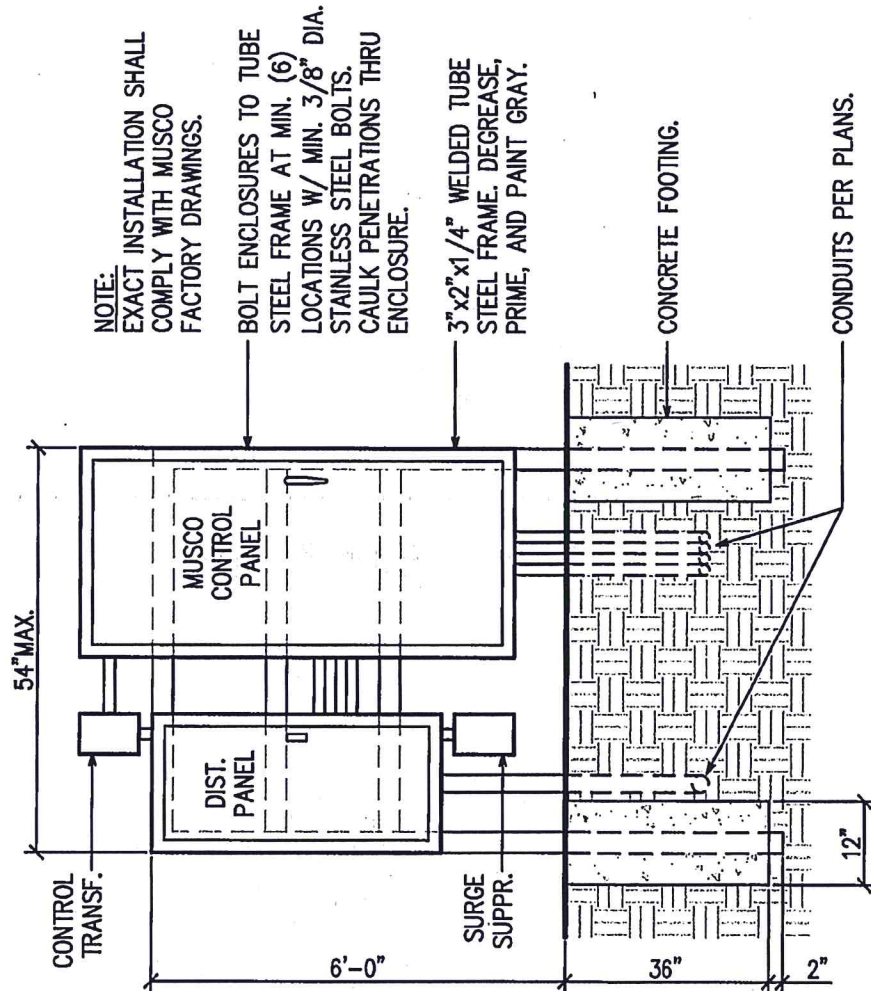 54"MAX.
CONTROL
TRANSF.
MUSCO
CONTROL
PANEL
DIST.
PANEL
SURGE
SUPPR.
6'-0"
36"
2"
12"
NOTE:
EXACT INSTALLATION SHALL
COMPLY WITH MUSCO
FACTORY DRAWINGS.
BOLT ENCLOSURES TO TUBE
STEEL FRAME AT MIN. (6)
LOCATIONS W/ MIN. 3/8" DIA.
STAINLESS STEEL BOLTS.
CAULK PENETRATIONS THRU
ENCLOSURE.
3"x2"x1/4" WELDED TUBE
STEEL FRAME. DEGREASE,
PRIME, AND PAINT GRAY.
CONCRETE FOOTING.
CONDUITS PER PLANS.